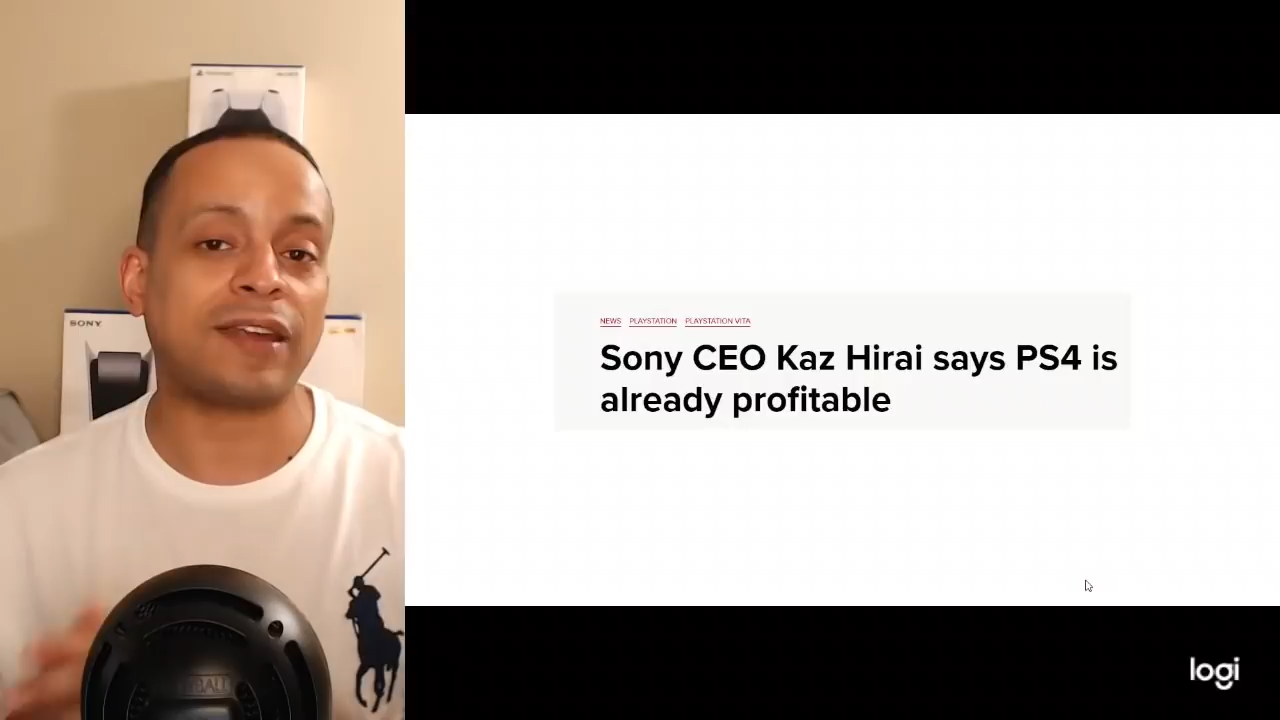 SONY
NEWS PLAYSTATION PLAYSTATION VITA
Sony CEO Kaz Hirai says PS4 is
already profitable
logi